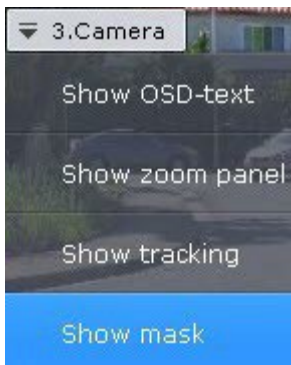 3.Camera
Show OSD-text
Show zoom panel
Show tracking
Show mask